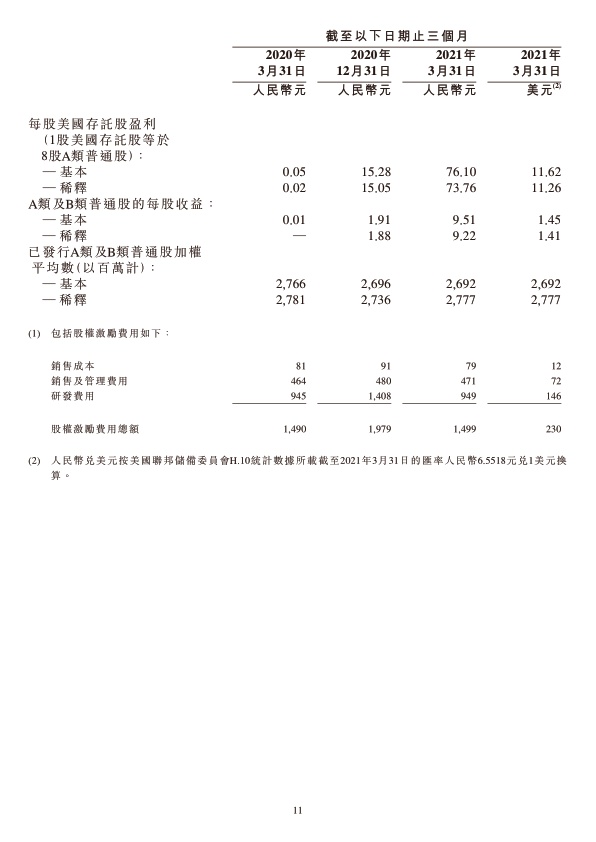 截至以下日期止三個月
2020年 2020年 2021年 2021年
3月31日 12月31日 3月31日 3月31日
人民幣元 人民幣元 人民幣元 美元(2)
每股美國存託股盈利
(1股美國存託股等於
8股A類普通股)：
— 基本 0.05 15.28 76.10 11.62
— 稀釋 0.02 15.05 73.76 11.26
A類及B類普通股的每股收益：
— 基本 0.01 1.91 9.51 1.45
— 稀釋 — 1.88 9.22 1.41
已發行A類及B類普通股加權
平均數(以百萬計)：
— 基本 2,766 2,696 2,692 2,692
— 稀釋 2,781 2,736 2,777 2,777
(1) 包括股權激勵費用如下：
銷售成本 81 91 79 12
銷售及管理費用 464 480 471 72
研發費用 945 1,408 949 146
股權激勵費用總額 1,490 1,979 1,499 230
(2) 人民幣兌美元按美國聯邦儲備委員會H.10統計數據所載截至2021年3月31日的匯率人民幣6.5518元兌1美元換
算。
11